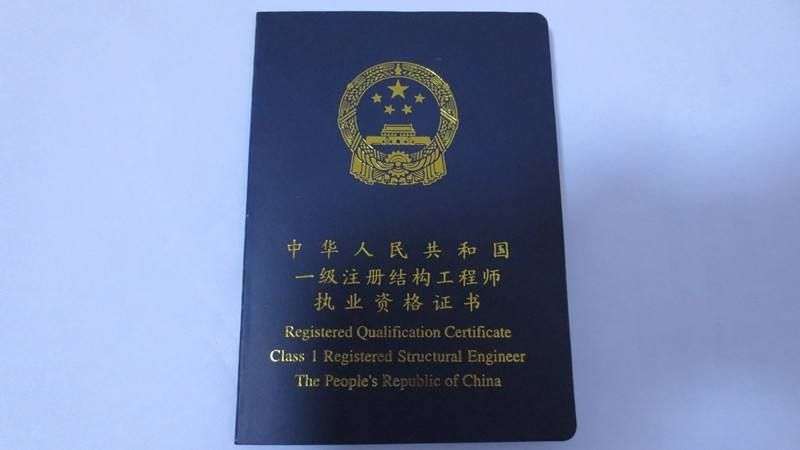 中华人民共和国
一级注册结构工程师
执业资格证书
Registered Qualification Certificate
Class 1 Registered Structural Engineer
The People's Republic of China